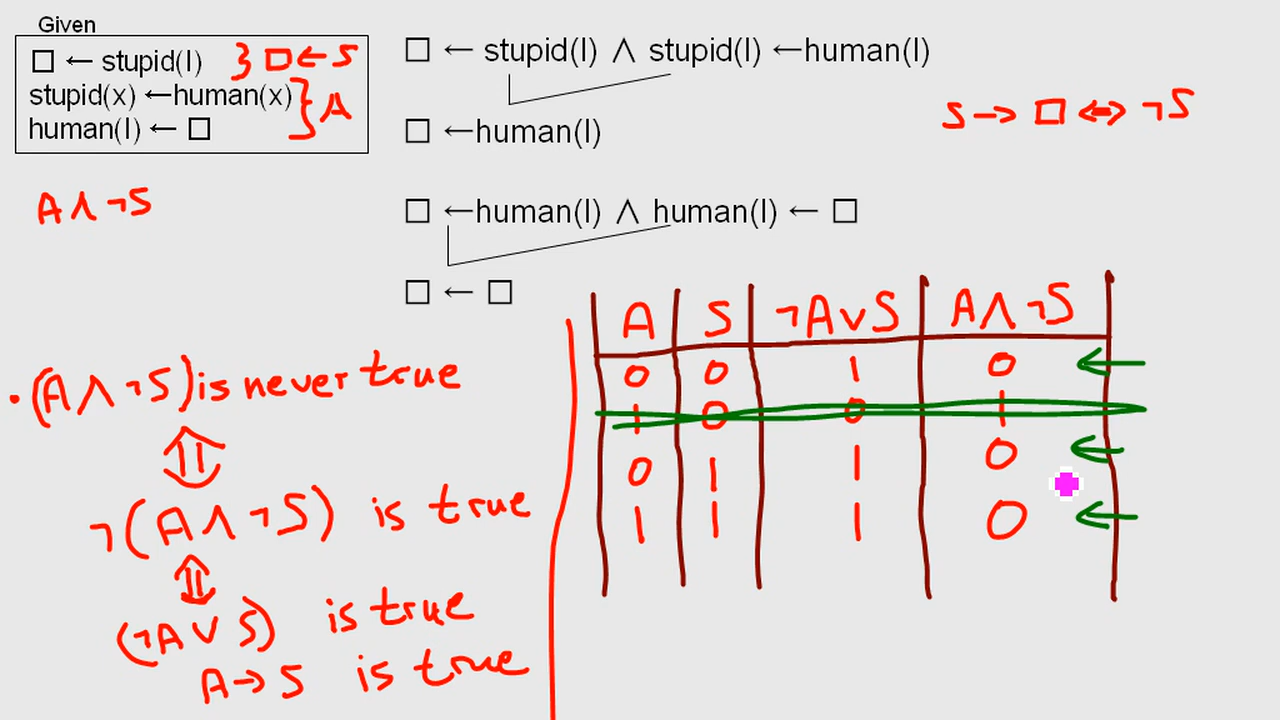 Given
□ ← stupid(I) } □ ← S
stupid(x) ←human(x)
human(I) ← □
} A
A ∧ ¬S
□ ← stupid(I) ∧ stupid(I) ←human(I)
□ ←human(I)
□ ←human(I) ∧ human(I) ← □
□ ← □
S → □ ↔ ¬S
• (A ∧ ¬S) is never true
⇕
¬(A ∧ ¬S) is true
⇕
(¬A ∨ S) is true
A → S is true
A S ¬A∨S A∧¬S
0 0 1 0 ←
1 0 0 1
0 1 1 0 ←
1 1 1 0 ←